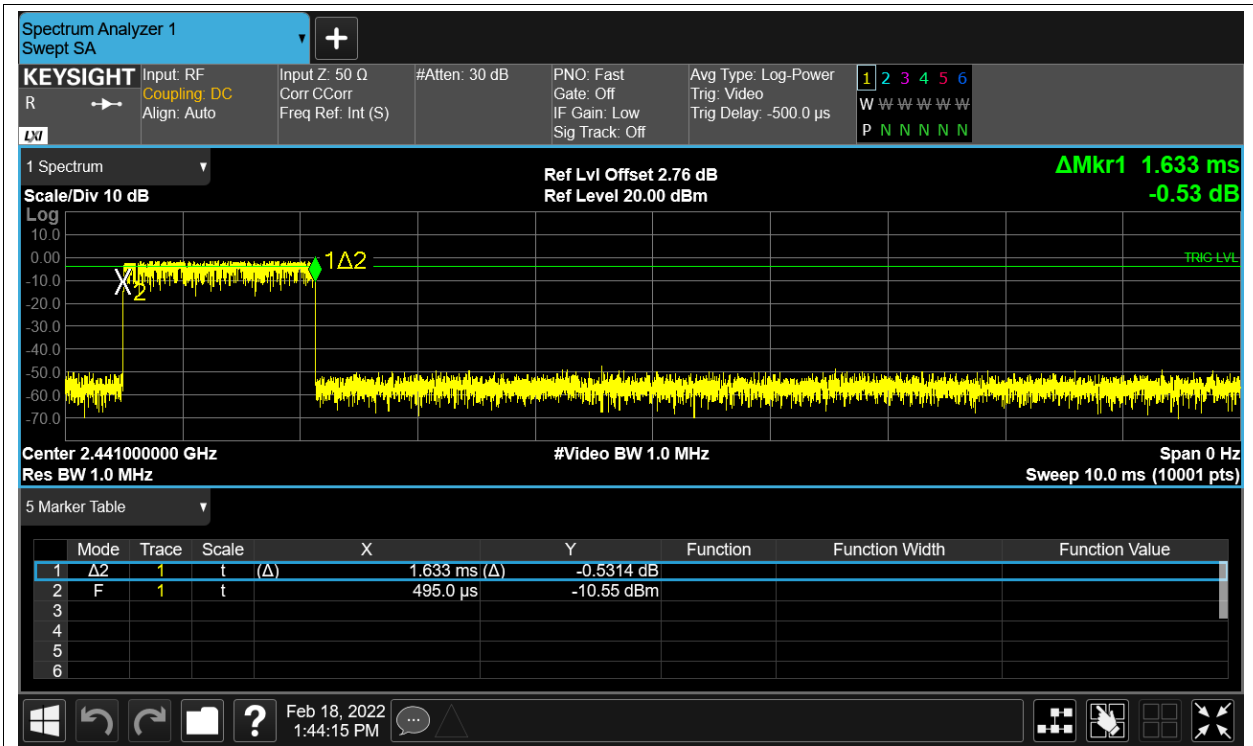 Spectrum Analyzer 1
Swept SA
+
KEYSIGHT Input: RF Input Z: 50 Ω #Atten: 30 dB PNO: Fast Avg Type: Log-Power 1 2 3 4 5 6
R Coupling: DC Corr CCorr Gate: Off Trig: Video W W W W W W
Align: Auto Freq Ref: Int (S) IF Gain: Low Trig Delay: -500.0 µs P N N N N N
LXI Sig Track: Off
1 Spectrum Ref Lvl Offset 2.76 dB ΔMkr1 1.633 ms
Scale/Div 10 dB Ref Level 20.00 dBm -0.53 dB
Log
10.0
0.00 1Δ2 TRIG LVL
-10.0 X2
-20.0
-30.0
-40.0
-50.0
-60.0
-70.0
Center 2.441000000 GHz #Video BW 1.0 MHz Span 0 Hz
Res BW 1.0 MHz Sweep 10.0 ms (10001 pts)
5 Marker Table
Mode Trace Scale X Y Function Function Width Function Value
1 Δ2 1 t (Δ) 1.633 ms (Δ) -0.5314 dB
2 F 1 t 495.0 µs -10.55 dBm
3
4
5
6
? Feb 18, 2022
1:44:15 PM